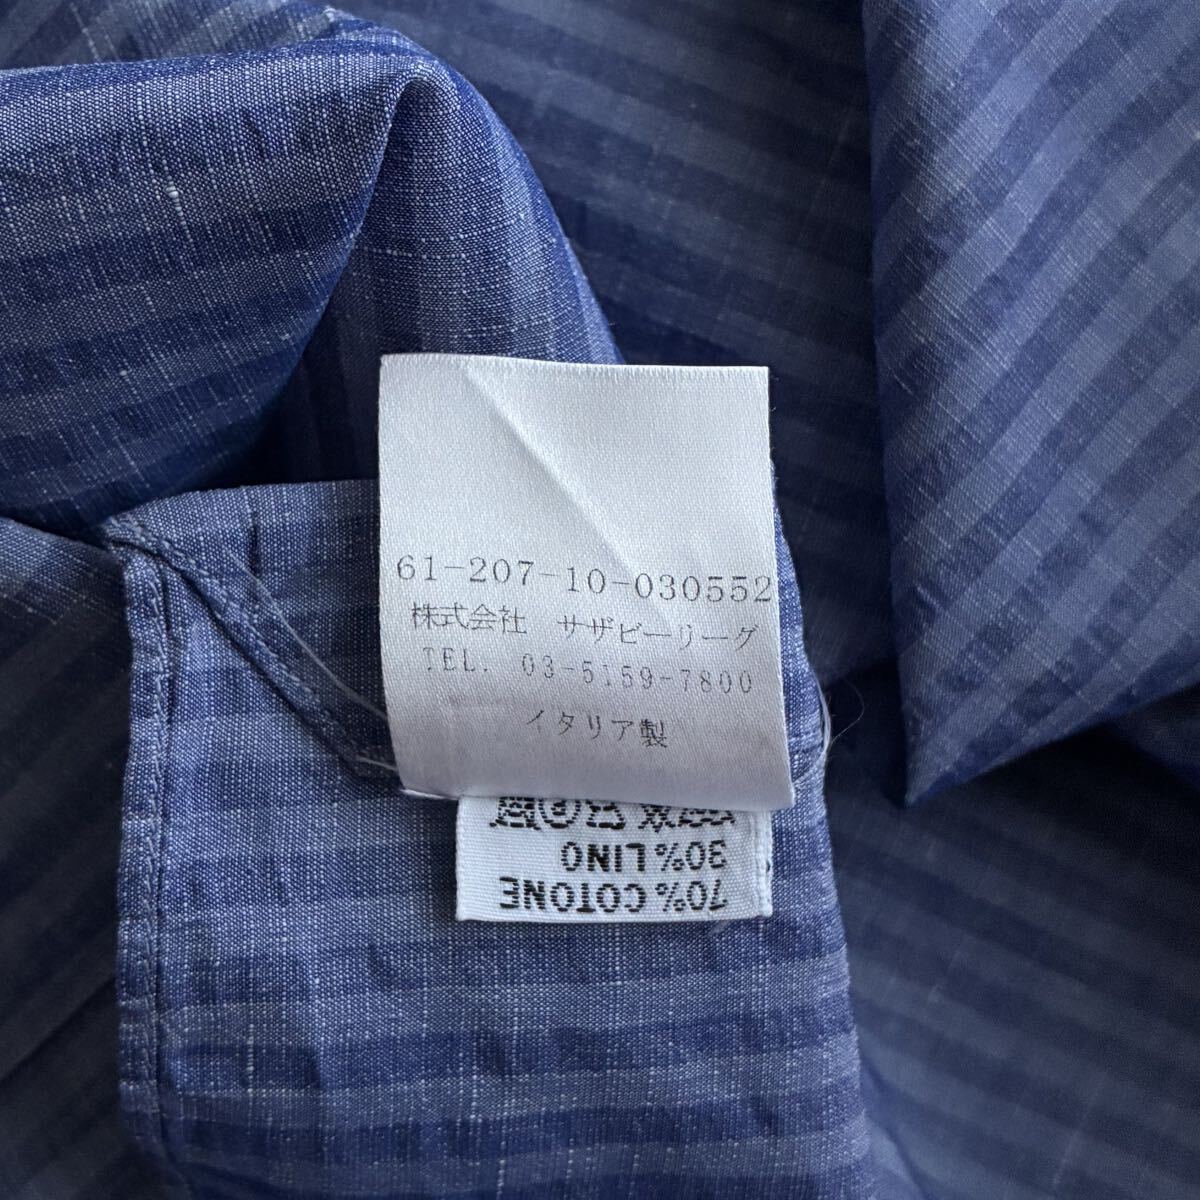 61-207-10-030552
株式会社 サザビーリーグ
TEL. 03-5159-7800
イタリア製
70% COTONE
30% LINO